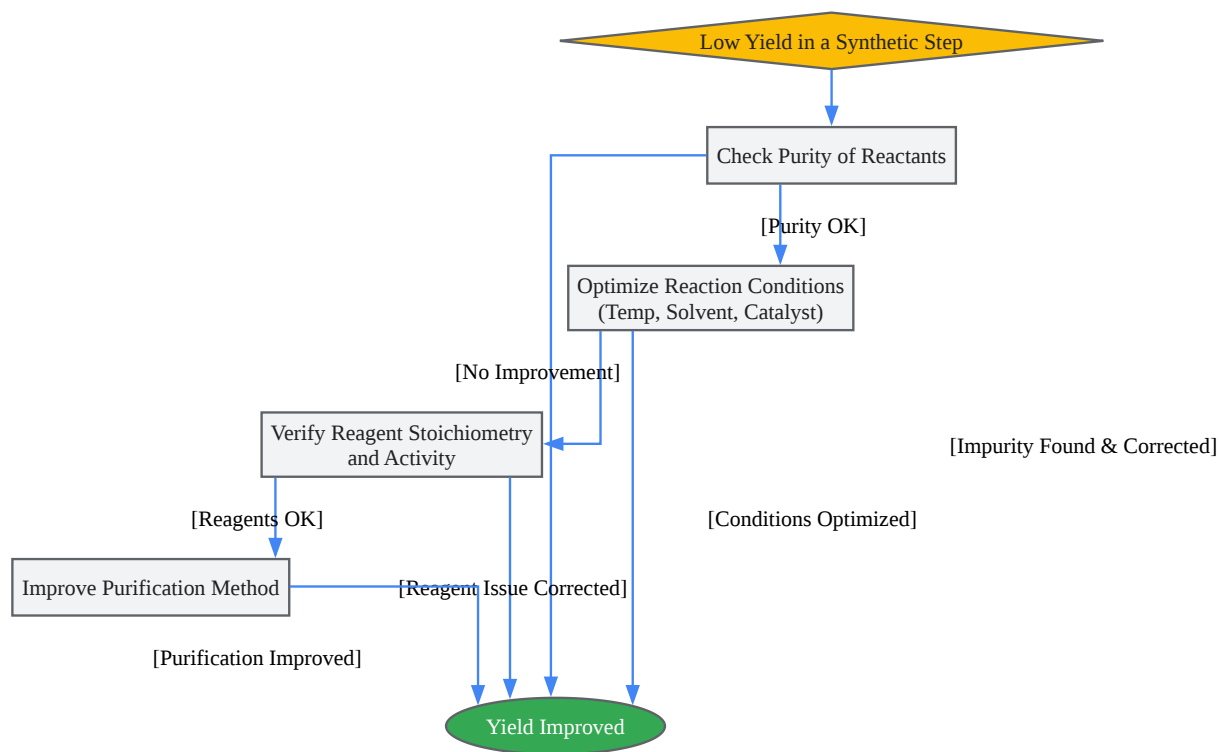 Low Yield in a Synthetic Step
Check Purity of Reactants
[Purity OK]
Optimize Reaction Conditions
(Temp, Solvent, Catalyst)
[No Improvement]
Verify Reagent Stoichiometry
and Activity
[Impurity Found & Corrected]
[Reagents OK]
[Conditions Optimized]
Improve Purification Method
[Reagent Issue Corrected]
[Purification Improved]
Yield Improved